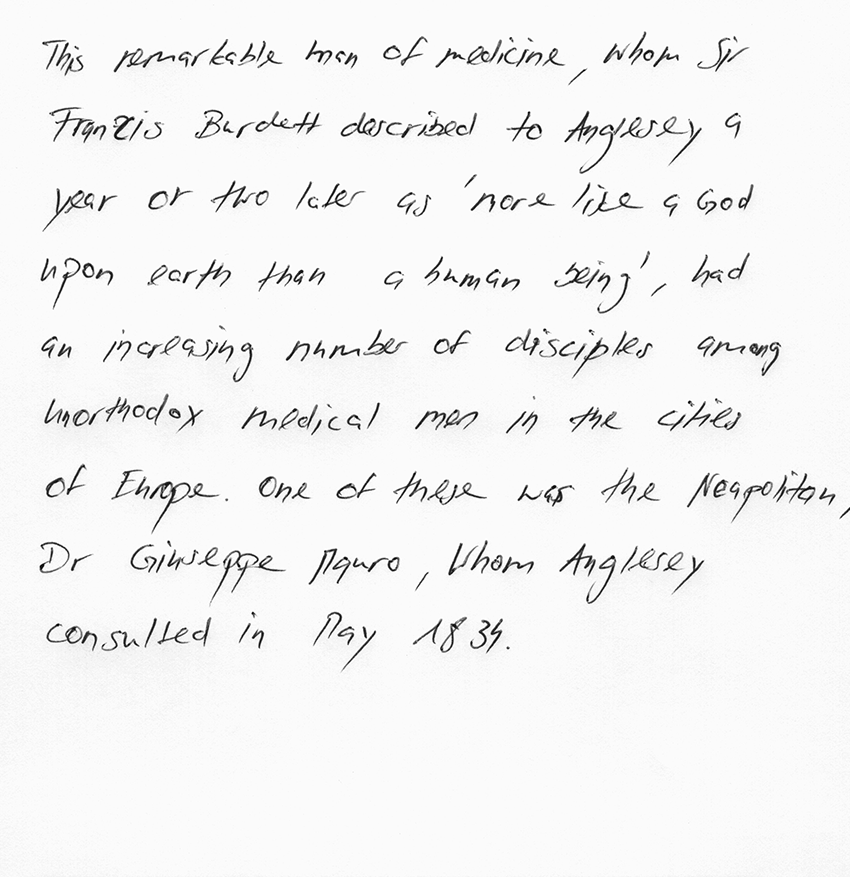 This remarkable man of medicine, whom Sir
Franzis Burdett described to Anglesey a
year or two later as 'more like a God
upon earth than a human being', had
an increasing number of disciples among
unorthodox medical men in the cities
of Europe. One of these was the Neapolitan,
Dr Giuseppe Mauro, whom Anglesey
consulted in May 1834.